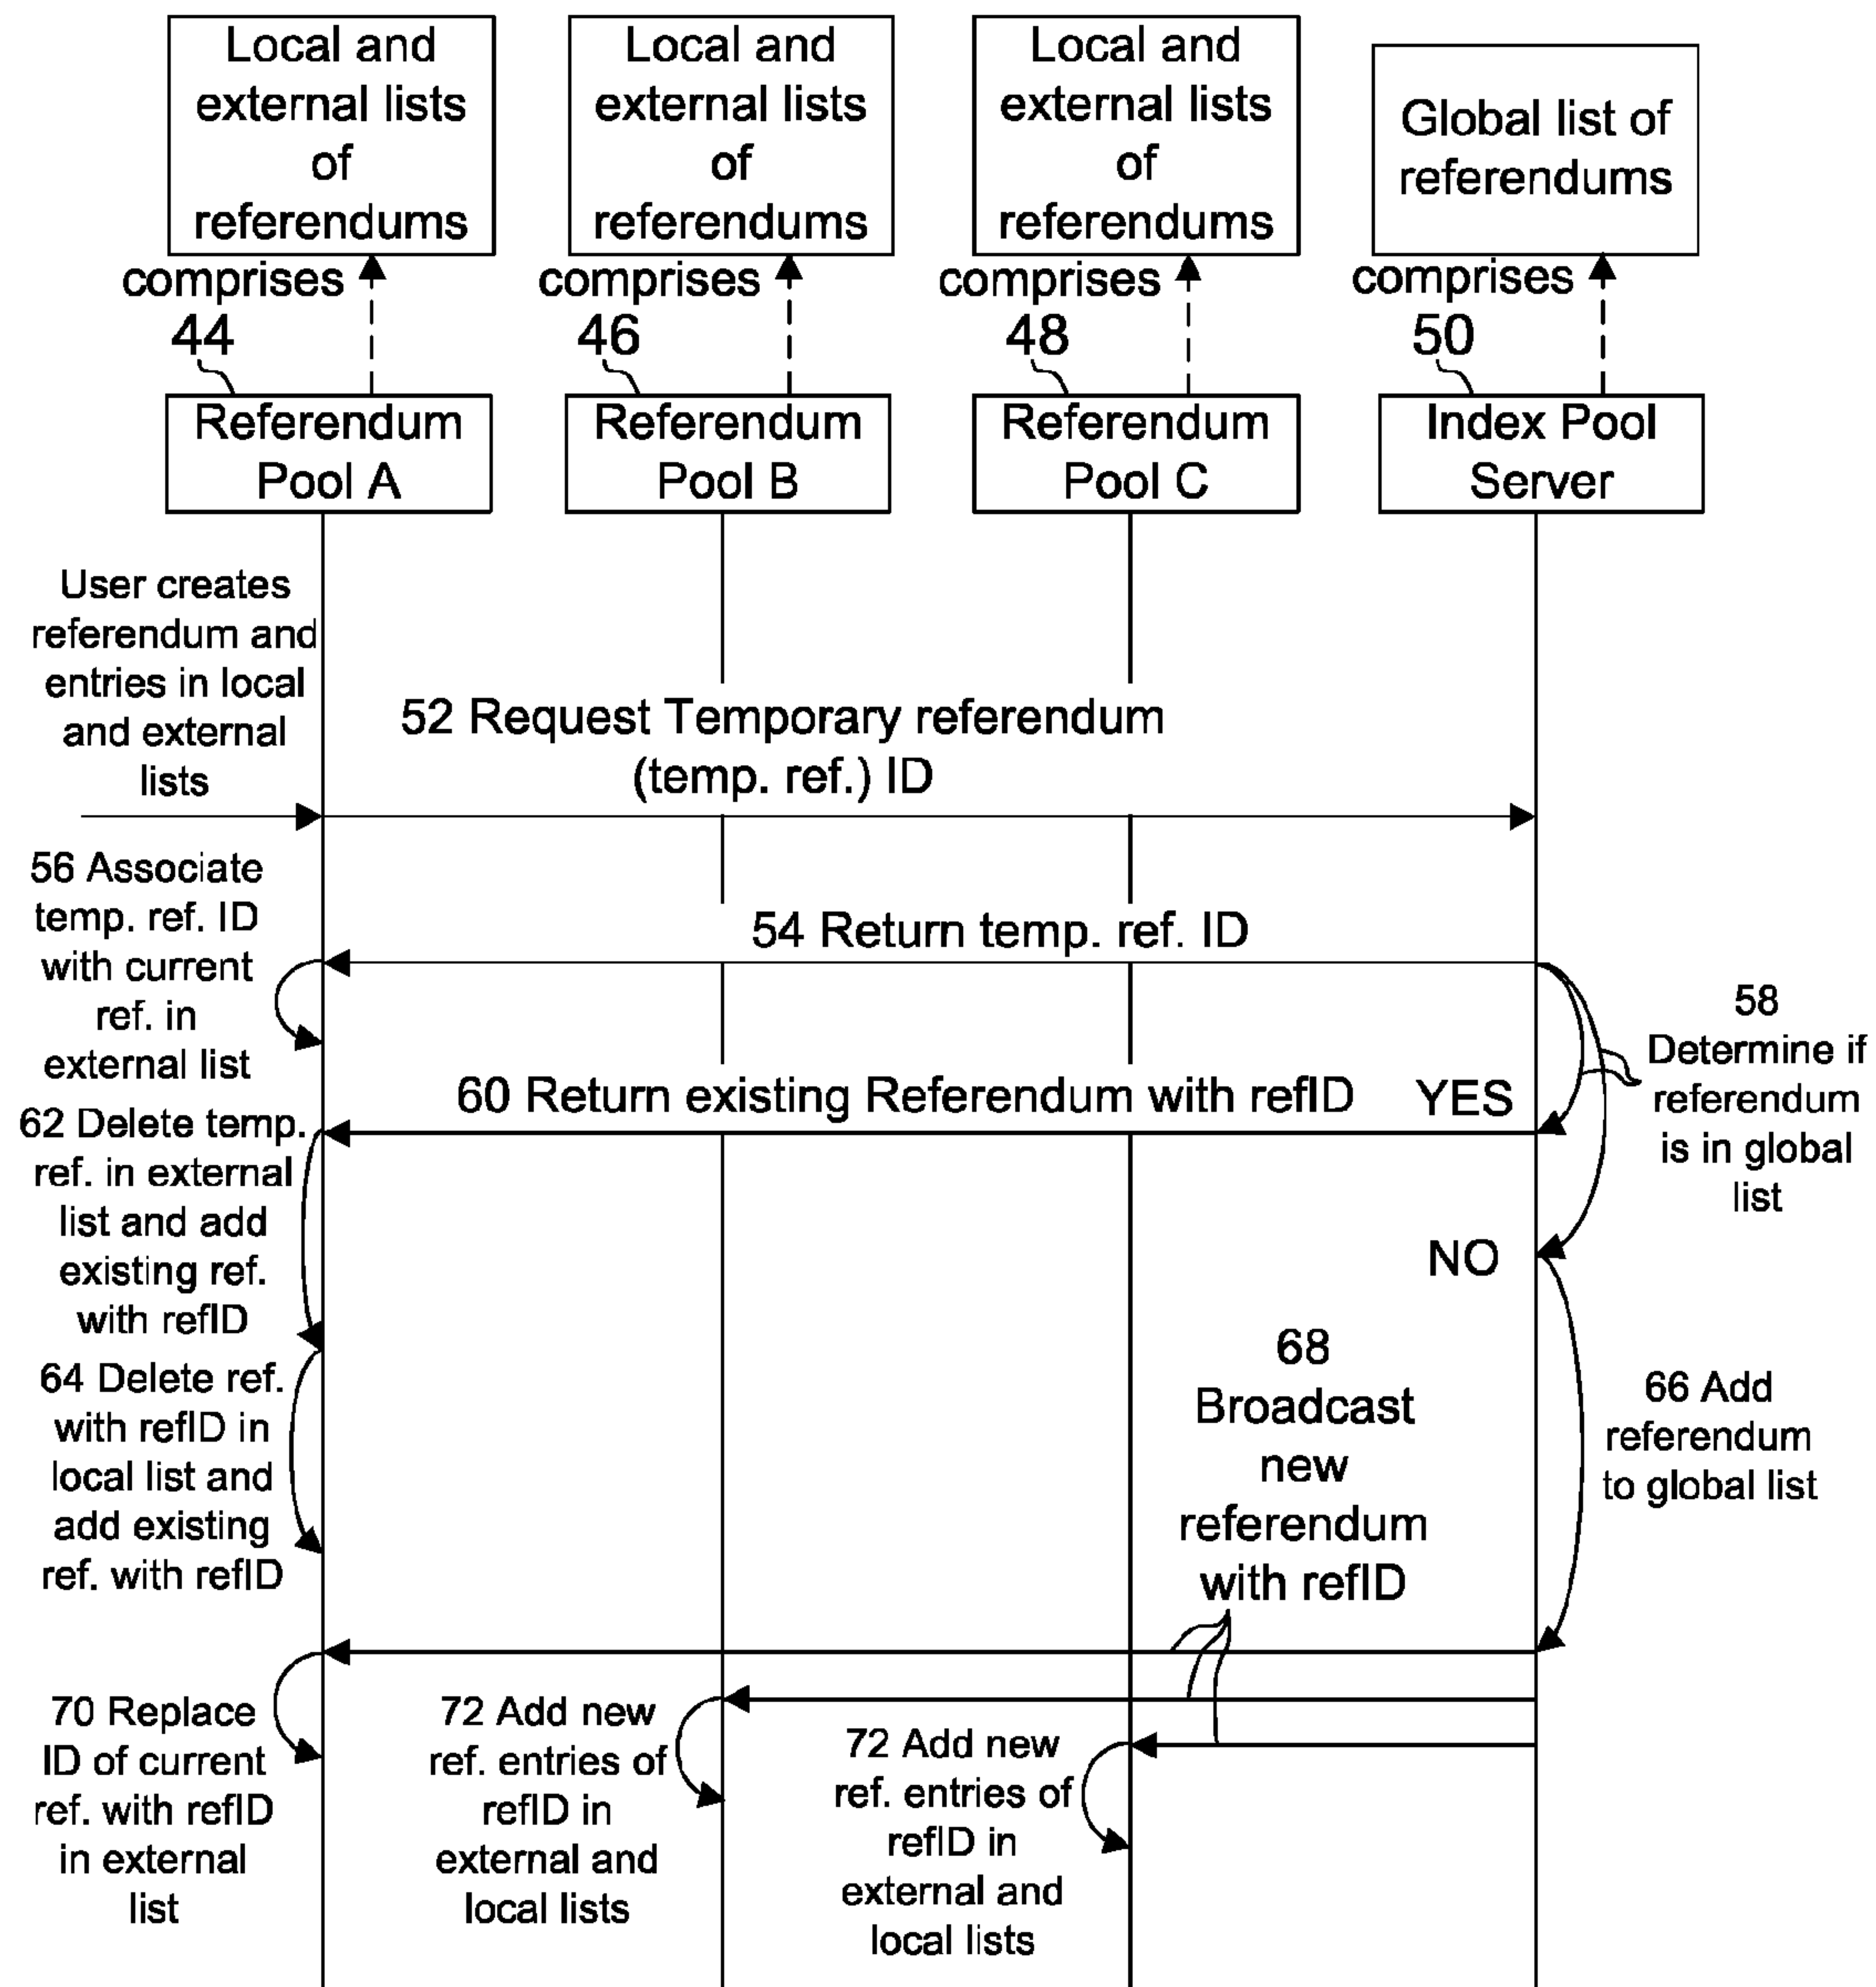 Local and
external lists
of
referendums
Local and
external lists
of
referendums
Local and
external lists
of
referendums
Global list of
referendums
comprises
comprises
comprises
comprises
44
46
48
50
Referendum
Pool A
Referendum
Pool B
Referendum
Pool C
Index Pool
Server
User creates
referendum and
entries in local
and external
lists
52 Request Temporary referendum
(temp. ref.) ID
56 Associate
temp. ref. ID
with current
ref. in
external list
54 Return temp. ref. ID
58
Determine if
referendum
is in global
list
60 Return existing Referendum with refID
YES
62 Delete temp.
ref. in external
list and add
existing ref.
with refID
NO
64 Delete ref.
with refID in
local list and
add existing
ref. with refID
68
Broadcast
new
referendum
with refID
66 Add
referendum
to global list
70 Replace
ID of current
ref. with refID
in external
list
72 Add new
ref. entries of
refID in
external and
local lists
72 Add new
ref. entries of
refID in
external and
local lists